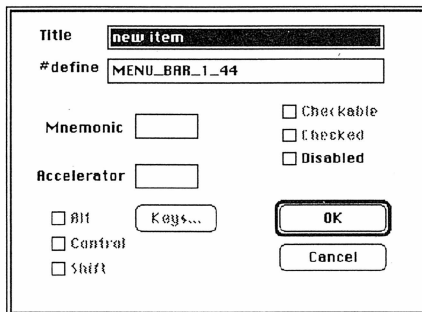 Title new item
#define MENU_BAR_1_44
Mnemonic
Checkable
Checked
Disabled
Accelerator
Alt
Keys...
OK
Control
Cancel
Shift